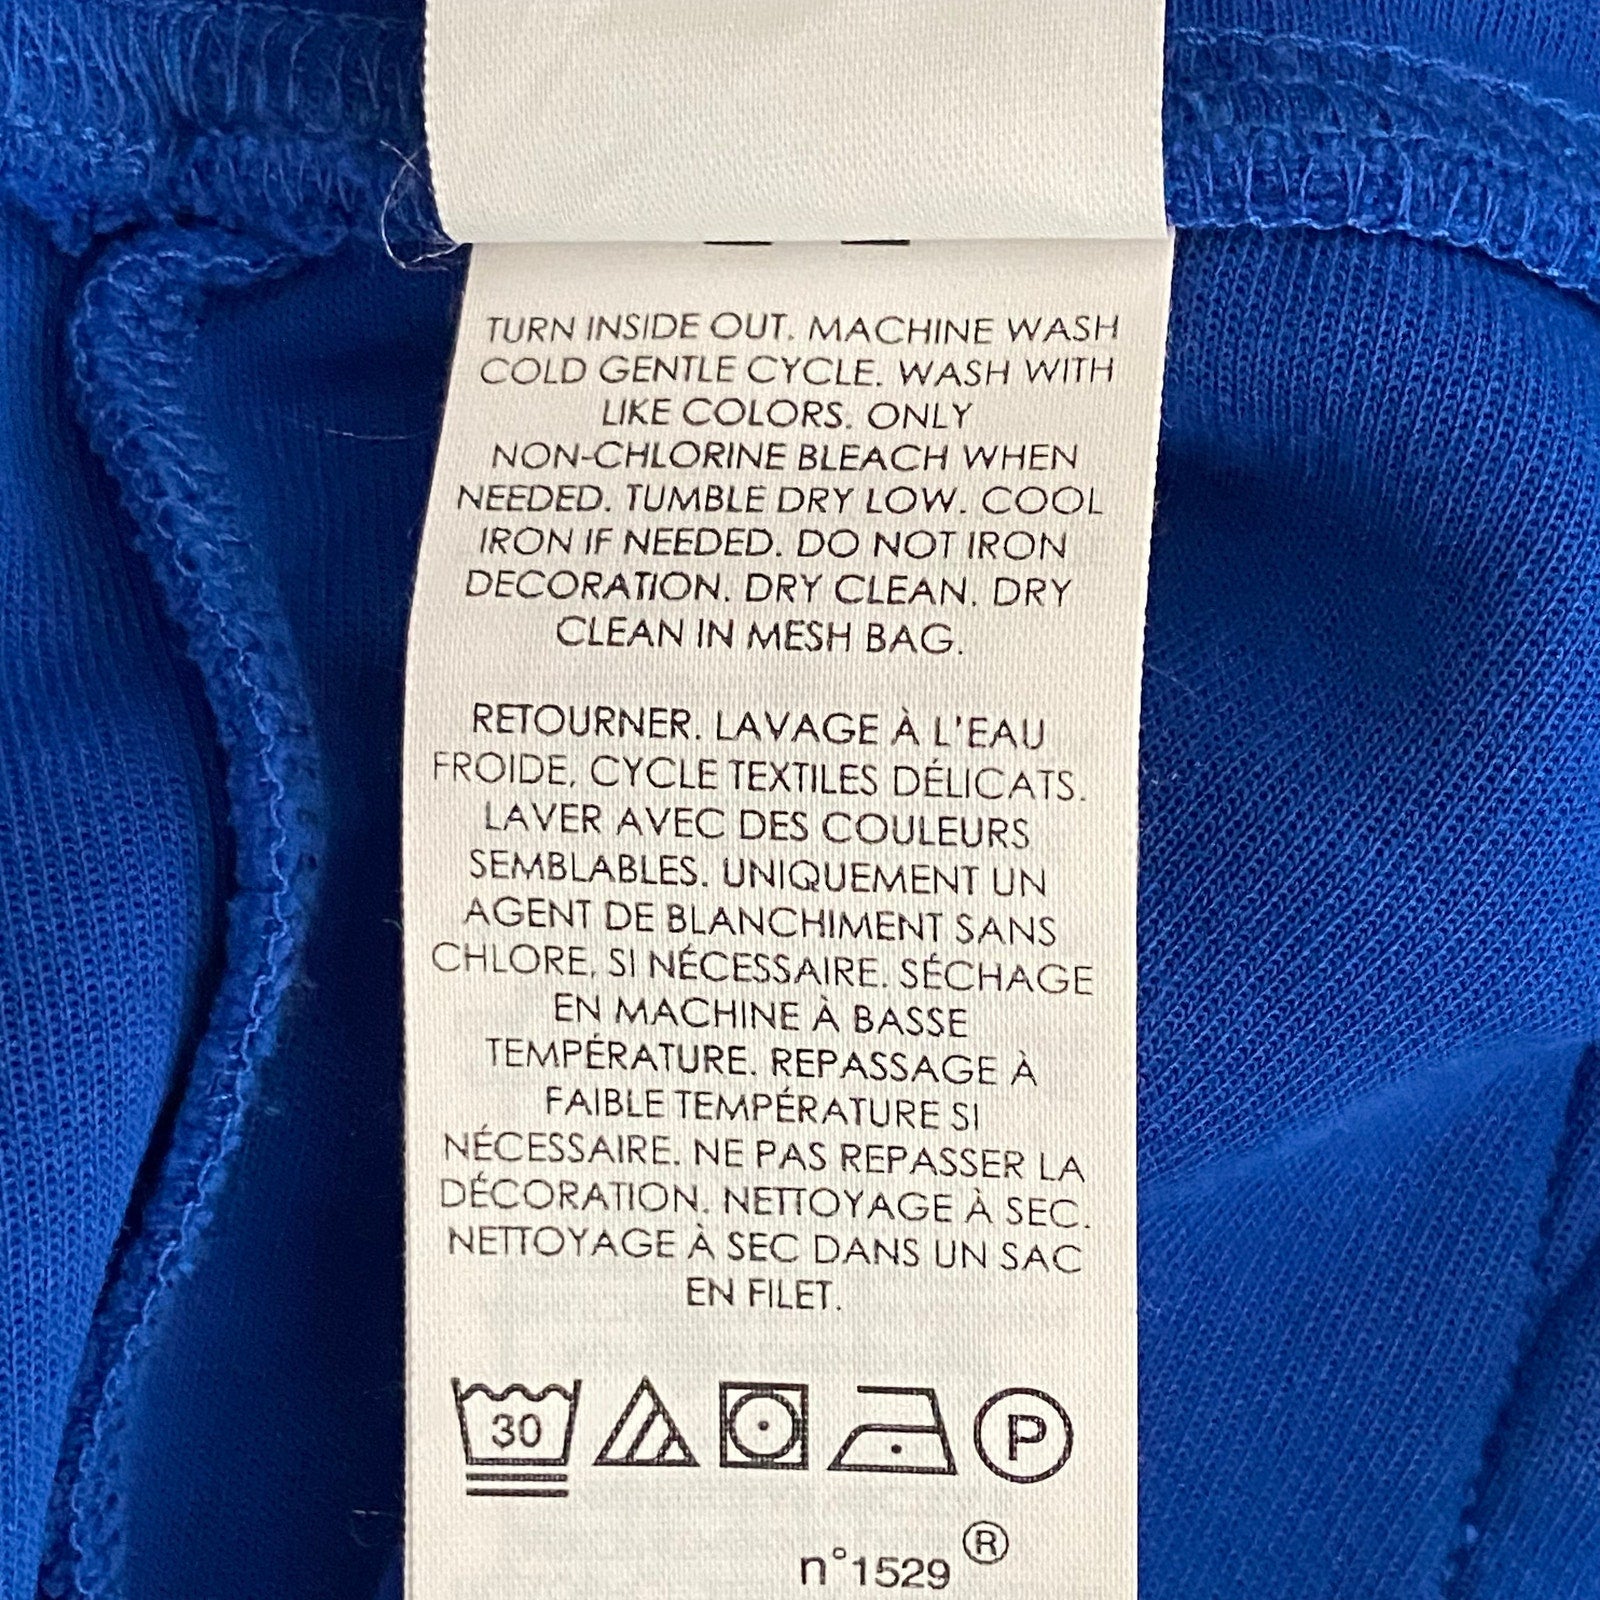 TURN INSIDE OUT. MACHINE WASH
COLD GENTLE CYCLE. WASH WITH
LIKE COLORS. ONLY
NON-CHLORINE BLEACH WHEN
NEEDED. TUMBLE DRY LOW. COOL
IRON IF NEEDED. DO NOT IRON
DECORATION. DRY CLEAN. DRY
CLEAN IN MESH BAG.
RETOURNER. LAVAGE À L'EAU
FROIDE, CYCLE TEXTILES DÉLICATS.
LAVER AVEC DES COULEURS
SEMBLABLES. UNIQUEMENT UN
AGENT DE BLANCHIMENT SANS
CHLORE, SI NÉCESSAIRE. SÉCHAGE
EN MACHINE À BASSE
TEMPÉRATURE. REPASSAGE À
FAIBLE TEMPÉRATURE SI
NÉCESSAIRE. NE PAS REPASSER LA
DÉCORATION. NETTOYAGE À SEC.
NETTOYAGE À SEC DANS UN SAC
EN FILET.
30 P
n°1529 ®